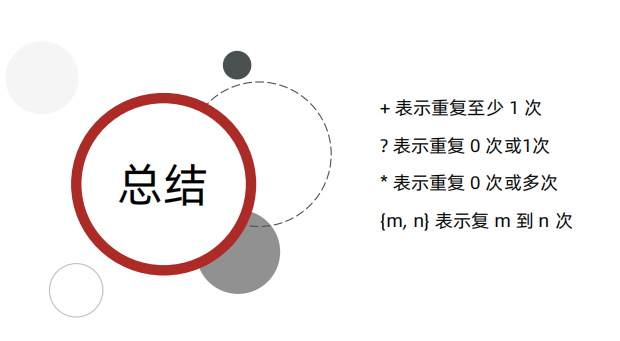 总结
+ 表示重复至少 1 次
? 表示重复 0 次或1次
* 表示重复 0 次或多次
{m, n} 表示复 m 到 n 次